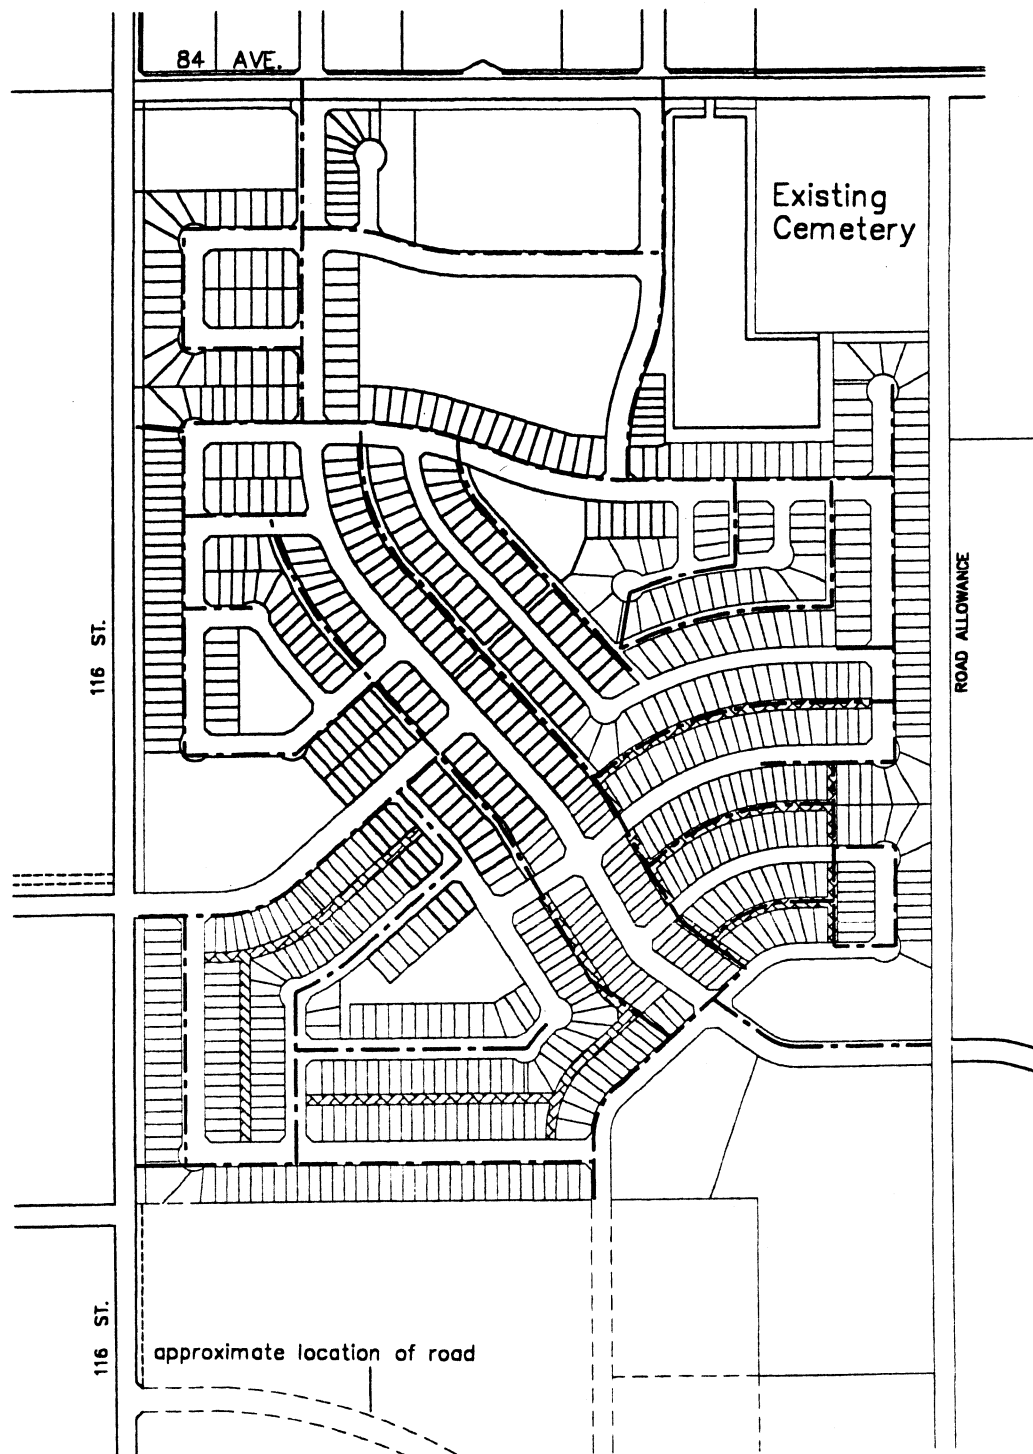 84 AVE.
Existing
Cemetery
116 ST.
ROAD ALLOWANCE
116 ST.
approximate location of road